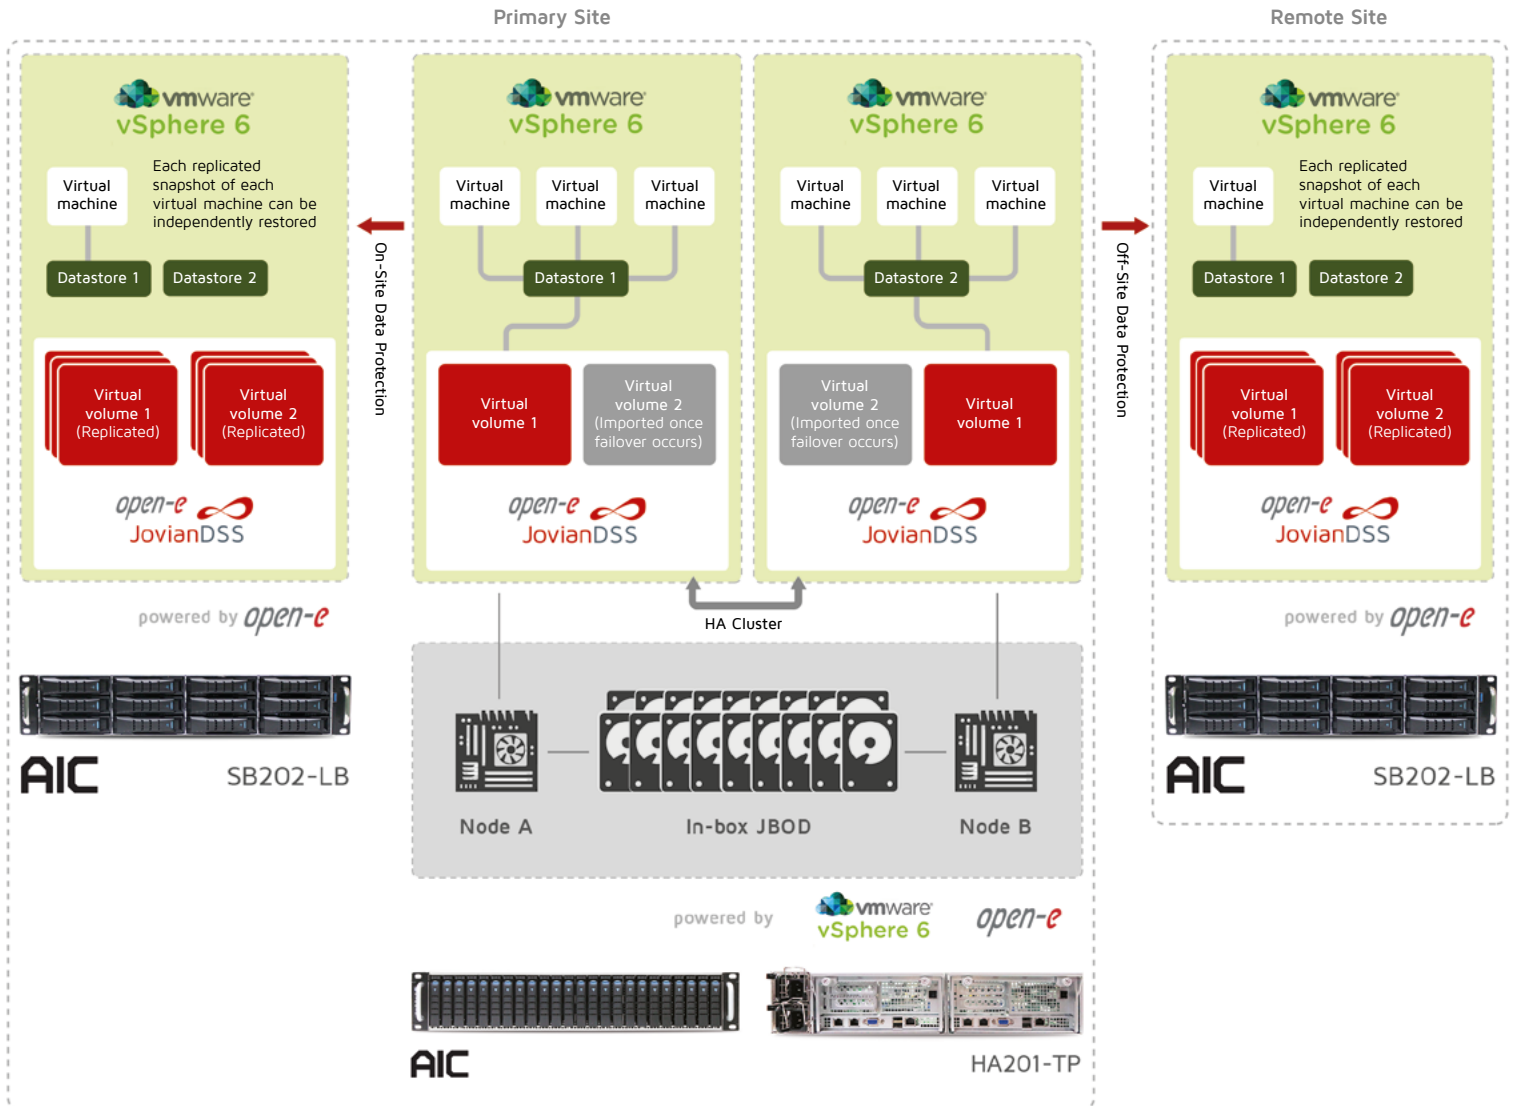 Primary Site
Remote Site
vmware®
vSphere 6
Virtual
machine
Each replicated
snapshot of each
virtual machine can be
independently restored
Datastore 1
Datastore 2
Virtual
volume 1
(Replicated)
Virtual
volume 2
(Replicated)
open-e
JovianDSS
powered by open-e
AIC
SB202-LB
On-Site Data Protection
vmware®
vSphere 6
Virtual
machine
Virtual
machine
Virtual
machine
Datastore 1
Virtual
volume 1
Virtual
volume 2
(Imported once
failover occurs)
open-e
JovianDSS
vmware®
vSphere 6
Virtual
machine
Virtual
machine
Virtual
machine
Datastore 2
Virtual
volume 2
(Imported once
failover occurs)
Virtual
volume 1
open-e
JovianDSS
HA Cluster
Node A
In-box JBOD
Node B
powered by
vmware®
vSphere 6
open-e
AIC
HA201-TP
Off-Site Data Protection
vmware®
vSphere 6
Virtual
machine
Each replicated
snapshot of each
virtual machine can be
independently restored
Datastore 1
Datastore 2
Virtual
volume 1
(Replicated)
Virtual
volume 2
(Replicated)
open-e
JovianDSS
powered by open-e
AIC
SB202-LB